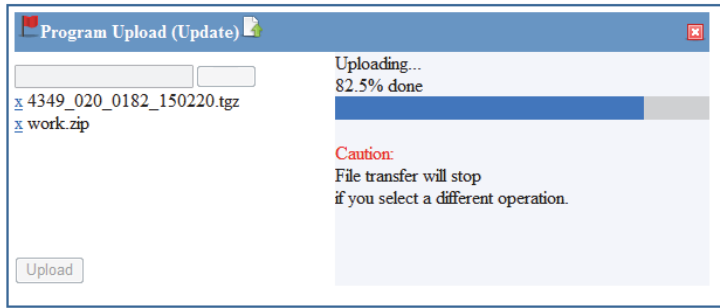 Program Upload (Update)
x 4349_020_0182_150220.tgz
x work.zip
Upload
Uploading...
82.5% done
Caution:
File transfer will stop
if you select a different operation.